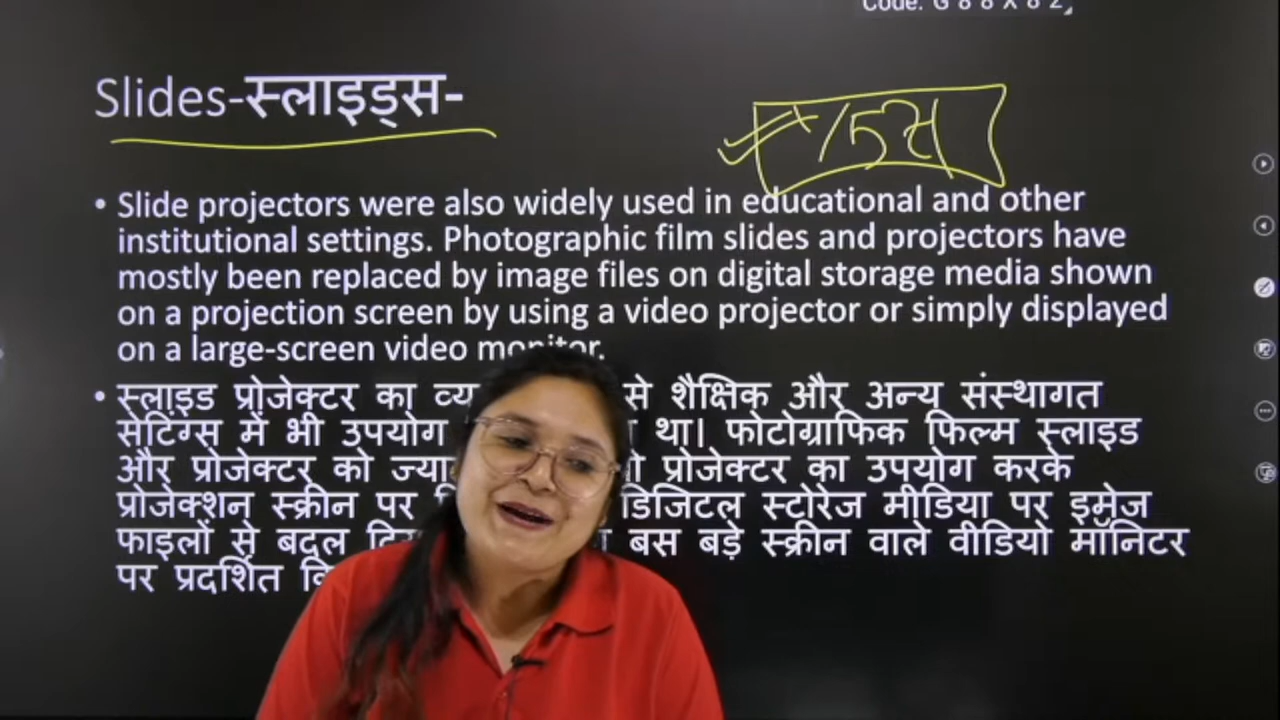 Code: G 8 8 X 8 Z
Slides-स्लाइड्स-
• Slide projectors were also widely used in educational and other
institutional settings. Photographic film slides and projectors have
mostly been replaced by image files on digital storage media shown
on a projection screen by using a video projector or simply displayed
on a large-screen video monitor.
• स्लाइड प्रोजेक्टर का से शैक्षिक और अन्य संस्थागत
सेटिंग्स में भी उपयोग था। फोटोग्राफिक फिल्म स्लाइड
और प्रोजेक्टर को प्रोजेक्टर का उपयोग करके
प्रोजेक्शन स्क्रीन पर डिजिटल स्टोरेज मीडिया पर इमेज
फाइलों से बदल बस बड़े स्क्रीन वाले वीडियो मॉनिटर
पर प्रदर्शित